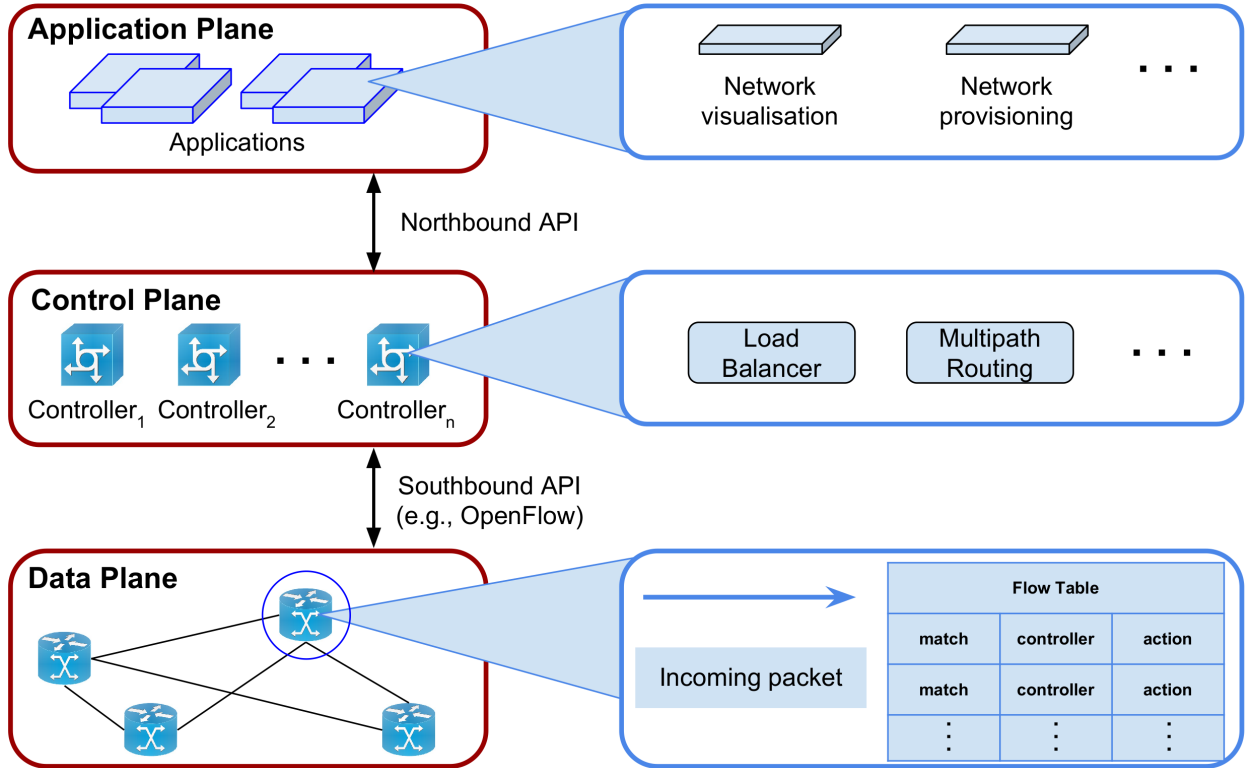 Application Plane
Applications
Network
visualisation
Network
provisioning
. . .
Northbound API
Control Plane
. . .
Controller1
Controller2
Controllern
Load
Balancer
Multipath
Routing
. . .
Southbound API
(e.g., OpenFlow)
Data Plane
Incoming packet
Flow Table
match controller action
match controller action